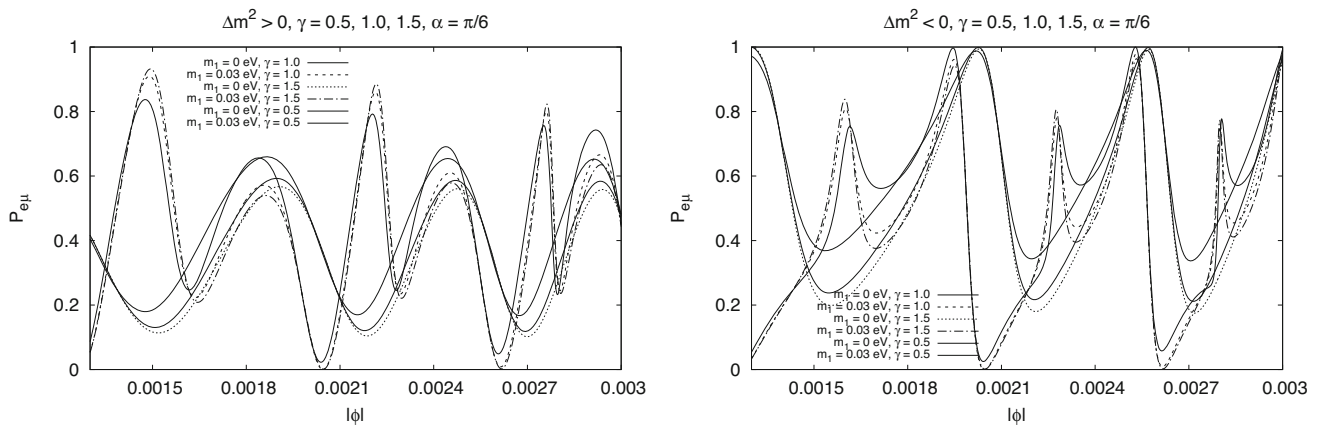 Δm² > 0, γ = 0.5, 1.0, 1.5, α = π/6
1
0.8
0.6
0.4
0.2
0
P_eμ
m₁ = 0 eV, γ = 1.0
m₁ = 0.03 eV, γ = 1.0
m₁ = 0 eV, γ = 1.5
m₁ = 0.03 eV, γ = 1.5
m₁ = 0 eV, γ = 0.5
m₁ = 0.03 eV, γ = 0.5
0.0015 0.0018 0.0021 0.0024 0.0027 0.003
|ϕ|
Δm² < 0, γ = 0.5, 1.0, 1.5, α = π/6
1
0.8
0.6
0.4
0.2
0
P_eμ
m₁ = 0 eV, γ = 1.0
m₁ = 0.03 eV, γ = 1.0
m₁ = 0 eV, γ = 1.5
m₁ = 0.03 eV, γ = 1.5
m₁ = 0 eV, γ = 0.5
m₁ = 0.03 eV, γ = 0.5
0.0015 0.0018 0.0021 0.0024 0.0027 0.003
|ϕ|